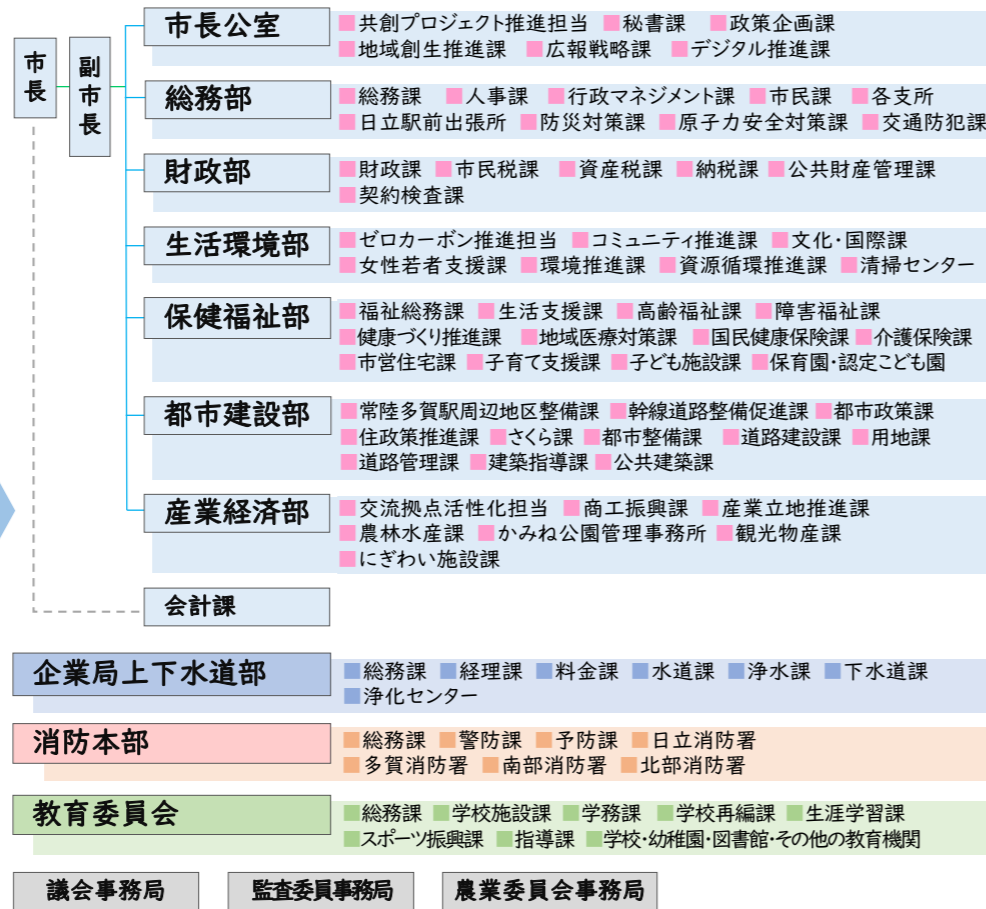 市長
副市長
市長公室
■共創プロジェクト推進担当 ■秘書課 ■政策企画課
■地域創生推進課 ■広報戦略課 ■デジタル推進課
総務部
■総務課 ■人事課 ■行政マネジメント課 ■市民課 ■各支所
■日立駅前出張所 ■防災対策課 ■原子力安全対策課 ■交通防犯課
財政部
■財政課 ■市民税課 ■資産税課 ■納税課 ■公共財産管理課
■契約検査課
生活環境部
■ゼロカーボン推進担当 ■コミュニティ推進課 ■文化・国際課
■女性若者支援課 ■環境推進課 ■資源循環推進課 ■清掃センター
保健福祉部
■福祉総務課 ■生活支援課 ■高齢福祉課 ■障害福祉課
■健康づくり推進課 ■地域医療対策課 ■国民健康保険課 ■介護保険課
■市営住宅課 ■子育て支援課 ■子ども施設課 ■保育園・認定こども園
都市建設部
■常陸多賀駅周辺地区整備課 ■幹線道路整備促進課 ■都市政策課
■住政策推進課 ■さくら課 ■都市整備課 ■道路建設課 ■用地課
■道路管理課 ■建築指導課 ■公共建築課
産業経済部
■交流拠点活性化担当 ■商工振興課 ■産業立地推進課
■農林水産課 ■かみね公園管理事務所 ■観光物産課
■にぎわい施設課
会計課
企業局上下水道部
■総務課 ■経理課 ■料金課 ■水道課 ■浄水課 ■下水道課
■浄化センター
消防本部
■総務課 ■警防課 ■予防課 ■日立消防署
■多賀消防署 ■南部消防署 ■北部消防署
教育委員会
■総務課 ■学校施設課 ■学務課 ■学校再編課 ■生涯学習課
■スポーツ振興課 ■指導課 ■学校・幼稚園・図書館・その他の教育機関
議会事務局 監査委員事務局 農業委員会事務局